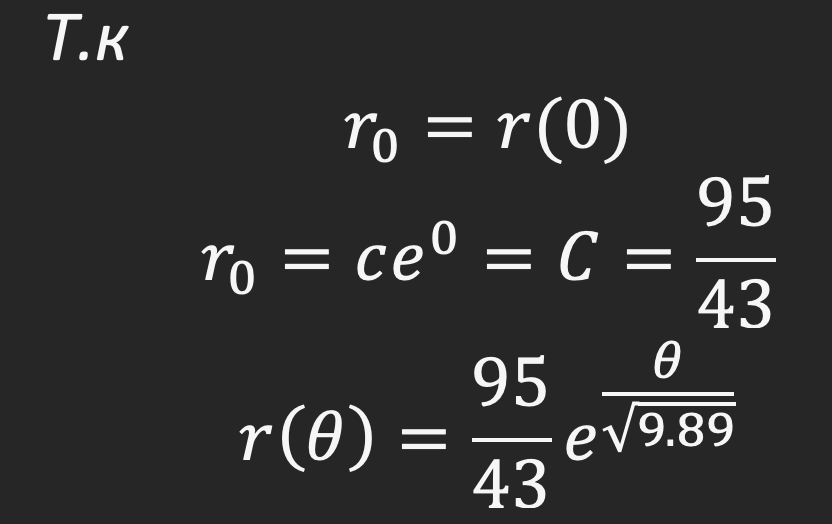 Т.к
r₀ = r(0)
r₀ = ce⁰ = C = 95/43
r(θ) = 95/43 e^(θ/√9.89)